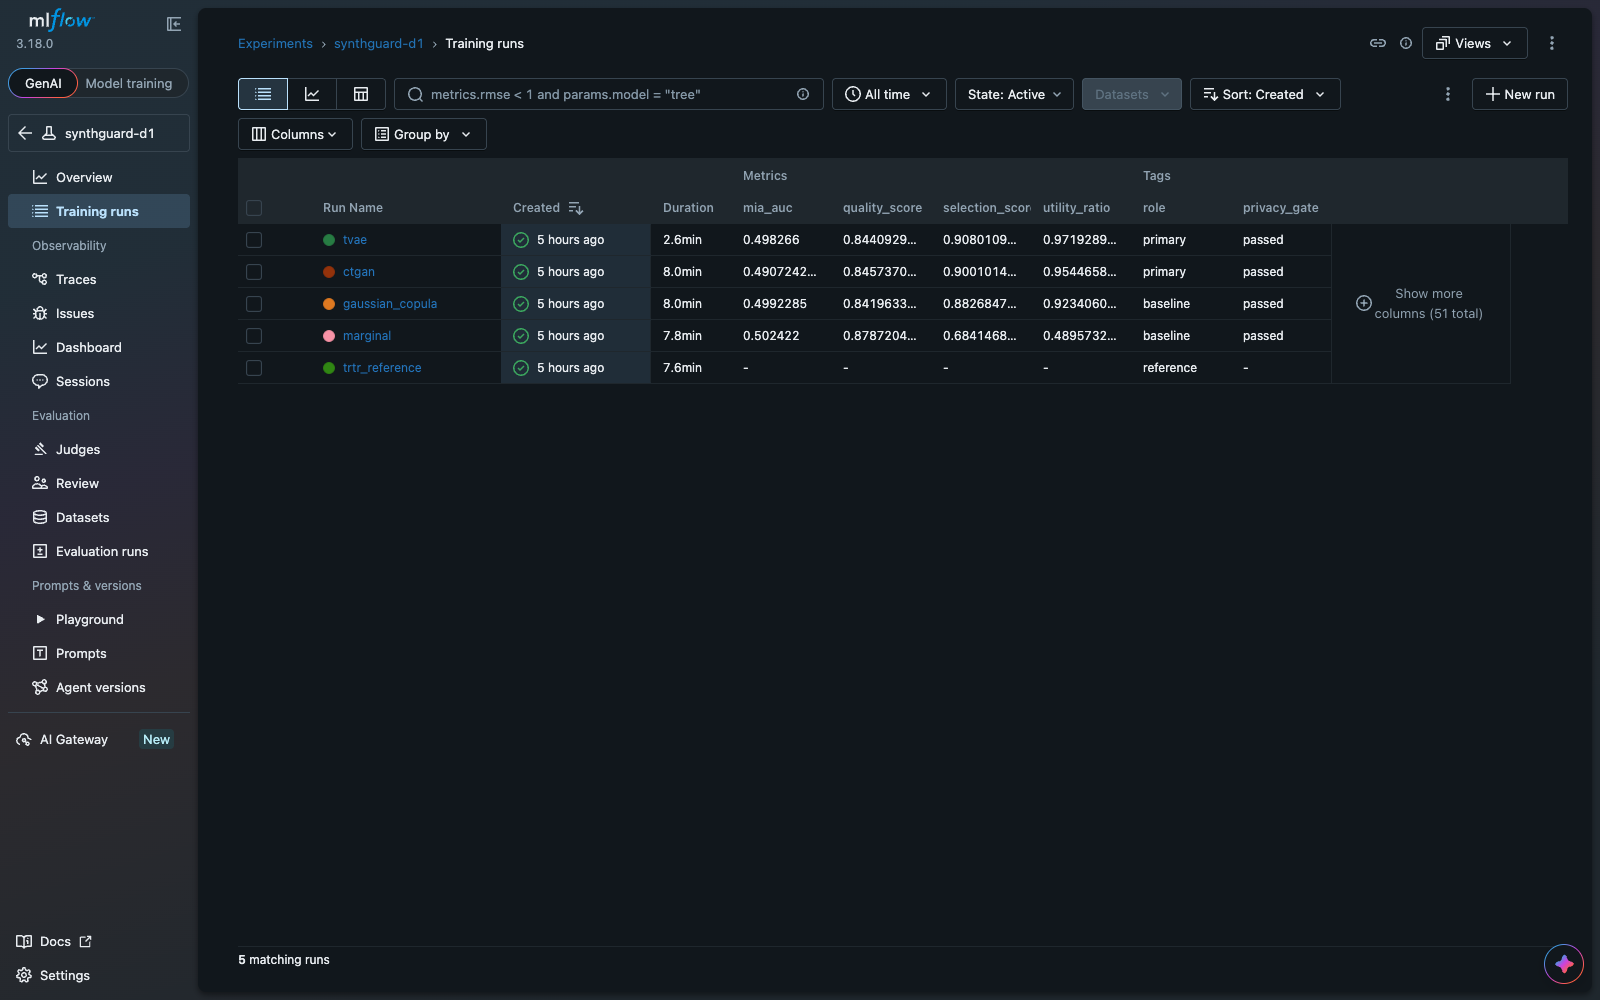 mlflow
3.18.0
GenAI
Model training
synthguard-d1
Overview
Training runs
Observability
Traces
Issues
Dashboard
Sessions
Evaluation
Judges
Review
Datasets
Evaluation runs
Prompts & versions
Playground
Prompts
Agent versions
AI Gateway New
Docs
Settings
Experiments > synthguard-d1 > Training runs
Views
metrics.rmse < 1 and params.model = "tree"
All time
State: Active
Datasets
Sort: Created
New run
Columns
Group by
Metrics Tags
Run Name Created Duration mia_auc quality_score selection_scor utility_ratio role privacy_gate
tvae 5 hours ago 2.6min 0.498266 0.8440929... 0.9080109... 0.9719289... primary passed
ctgan 5 hours ago 8.0min 0.4907242... 0.8457370... 0.9001014... 0.9544658... primary passed
gaussian_copula 5 hours ago 8.0min 0.4992285 0.8419633... 0.8826847... 0.9234060... baseline passed
marginal 5 hours ago 7.8min 0.502422 0.8787204... 0.6841468... 0.4895732... baseline passed
trtr_reference 5 hours ago 7.6min - - - - reference -
Show more
columns (51 total)
5 matching runs